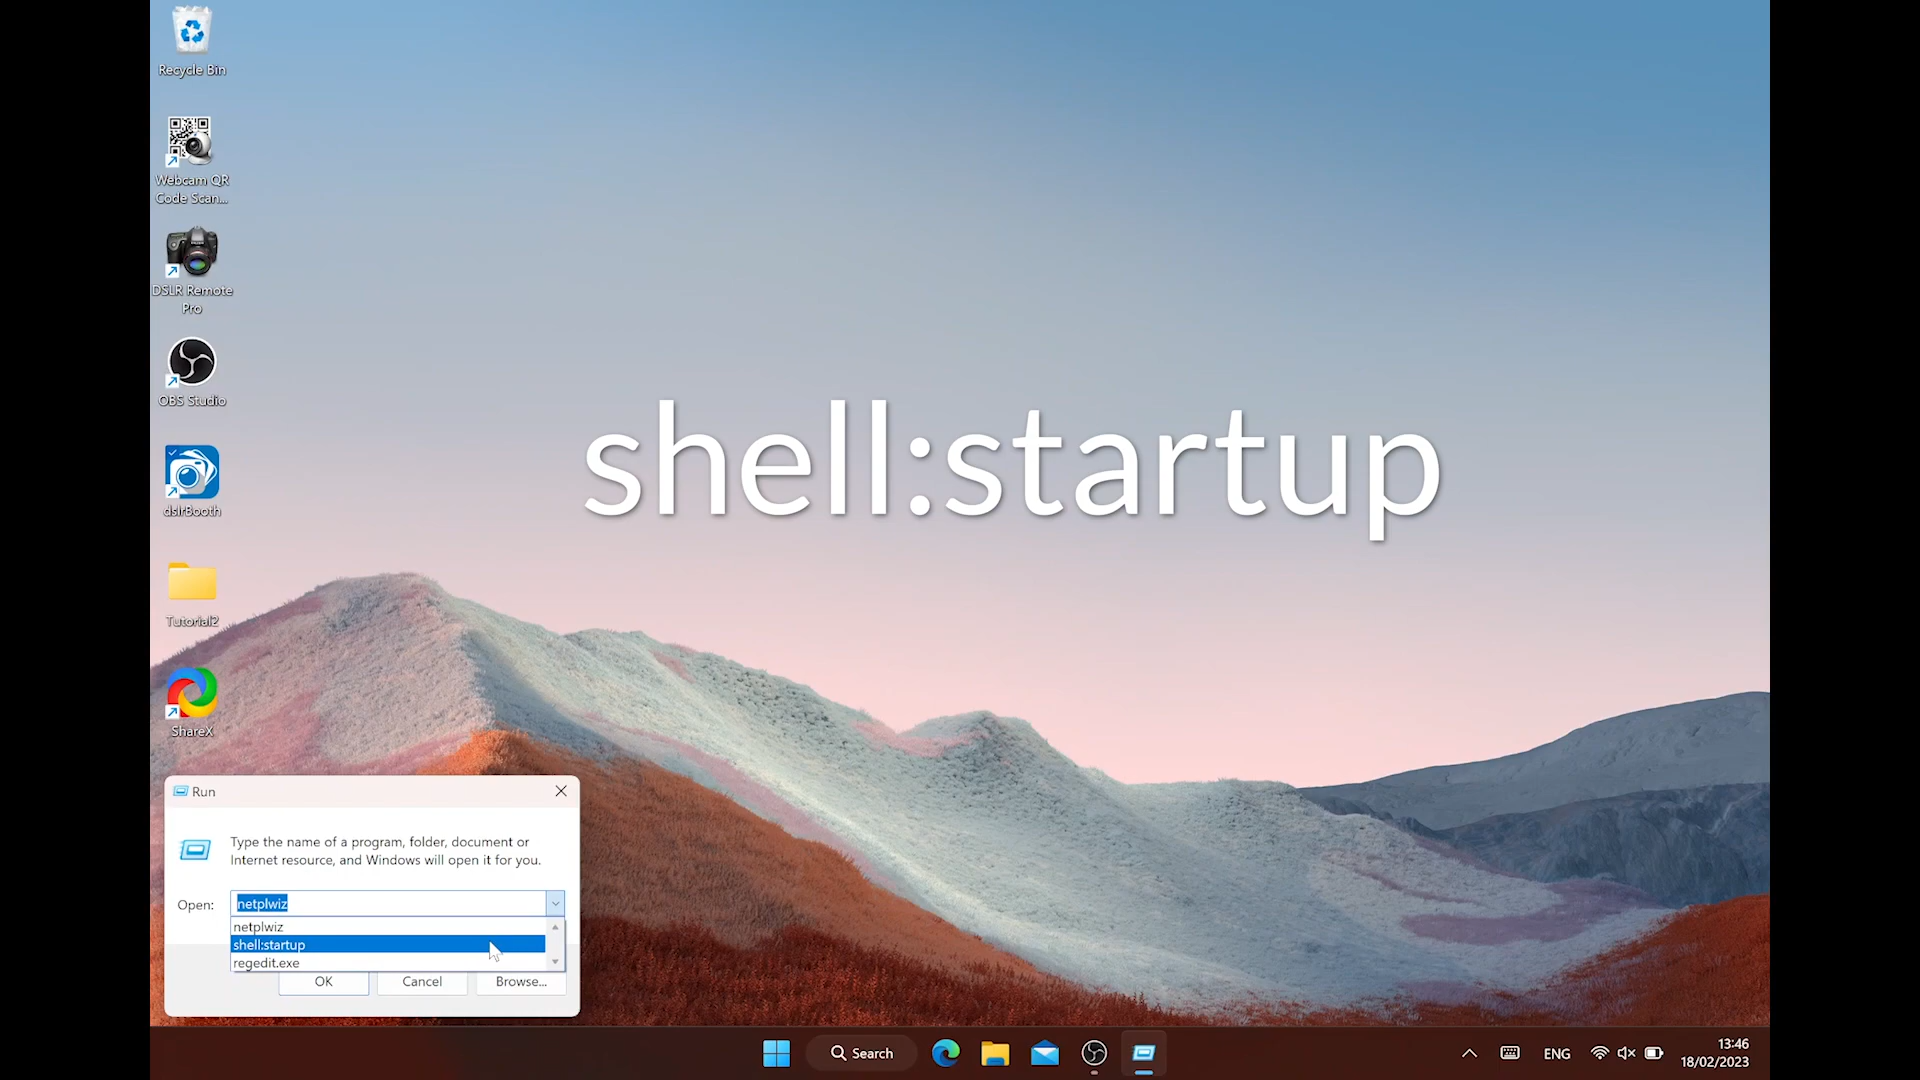 Recycle Bin
Webcam QR
Code Scan...
DSLR Remote
Pro
OBS Studio
dslrBooth
Tutorial2
ShareX
shell:startup
Run
Type the name of a program, folder, document or
Internet resource, and Windows will open it for you.
Open: netplwiz
netplwiz
shell:startup
regedit.exe
OK Cancel Browse...
Search
ENG
13:46
18/02/2023